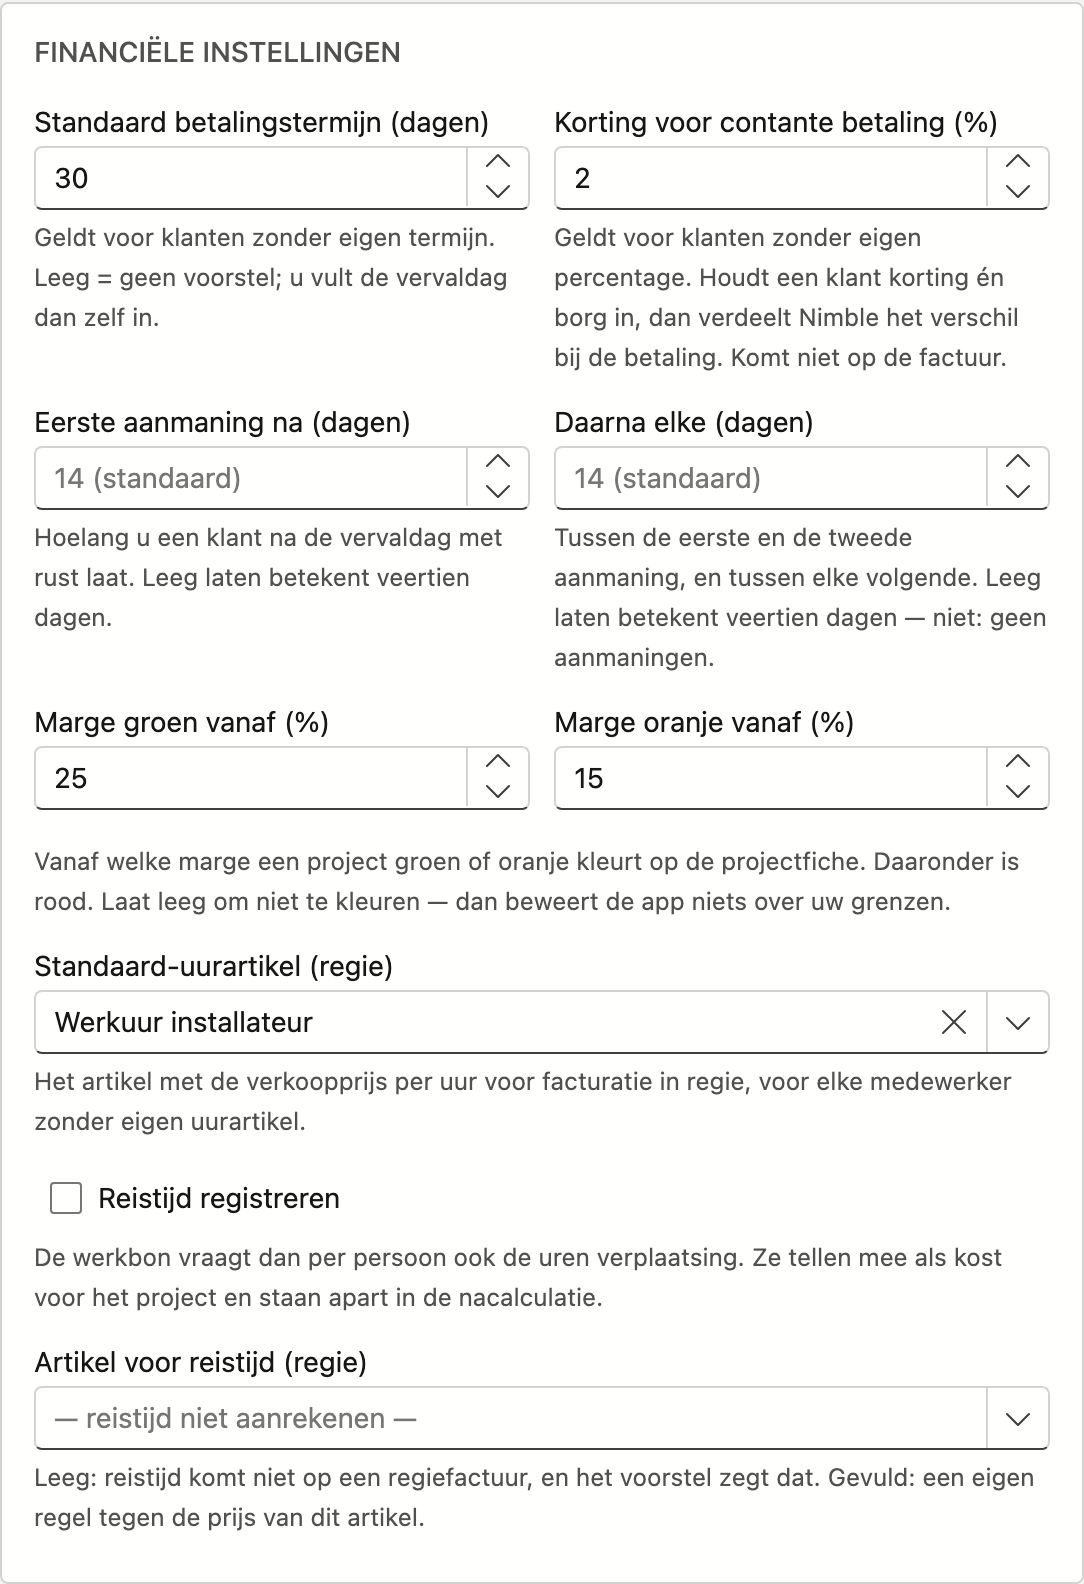 FINANCIËLE INSTELLINGEN
Standaard betalingstermijn (dagen)
30
Geldt voor klanten zonder eigen termijn.
Leeg = geen voorstel; u vult de vervaldag
dan zelf in.
Korting voor contante betaling (%)
2
Geldt voor klanten zonder eigen
percentage. Houdt een klant korting én
borg in, dan verdeelt Nimble het verschil
bij de betaling. Komt niet op de factuur.
Eerste aanmaning na (dagen)
14 (standaard)
Hoelang u een klant na de vervaldag met
rust laat. Leeg laten betekent veertien
dagen.
Daarna elke (dagen)
14 (standaard)
Tussen de eerste en de tweede
aanmaning, en tussen elke volgende. Leeg
laten betekent veertien dagen — niet: geen
aanmaningen.
Marge groen vanaf (%)
25
Marge oranje vanaf (%)
15
Vanaf welke marge een project groen of oranje kleurt op de projectfiche. Daaronder is
rood. Laat leeg om niet te kleuren — dan beweert de app niets over uw grenzen.
Standaard-uurartikel (regie)
Werkuur installateur
Het artikel met de verkoopprijs per uur voor facturatie in regie, voor elke medewerker
zonder eigen uurartikel.
Reistijd registreren
De werkbon vraagt dan per persoon ook de uren verplaatsing. Ze tellen mee als kost
voor het project en staan apart in de nacalculatie.
Artikel voor reistijd (regie)
— reistijd niet aanrekenen —
Leeg: reistijd komt niet op een regiefactuur, en het voorstel zegt dat. Gevuld: een eigen
regel tegen de prijs van dit artikel.